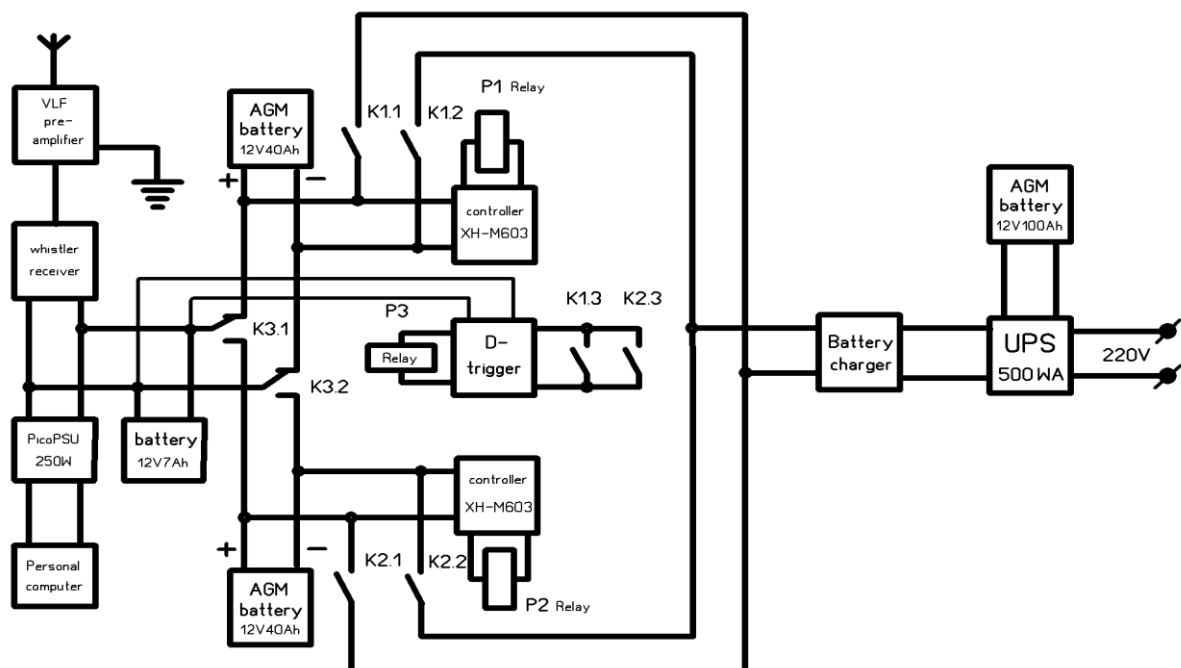 VLF
pre-
amplifier
AGM
battery
12V40Ah
+
−
K1.1
K1.2
P1 Relay
controller
XH-M603
AGM
battery
12V100Ah
whistler
receiver
P3
Relay
D-
trigger
K1.3
K2.3
K3.1
K3.2
Battery
charger
UPS
500WA
220V
PicoPSU
250W
battery
12V7Ah
controller
XH-M603
+
−
K2.1
K2.2
P2 Relay
Personal
computer
AGM
battery
12V40Ah